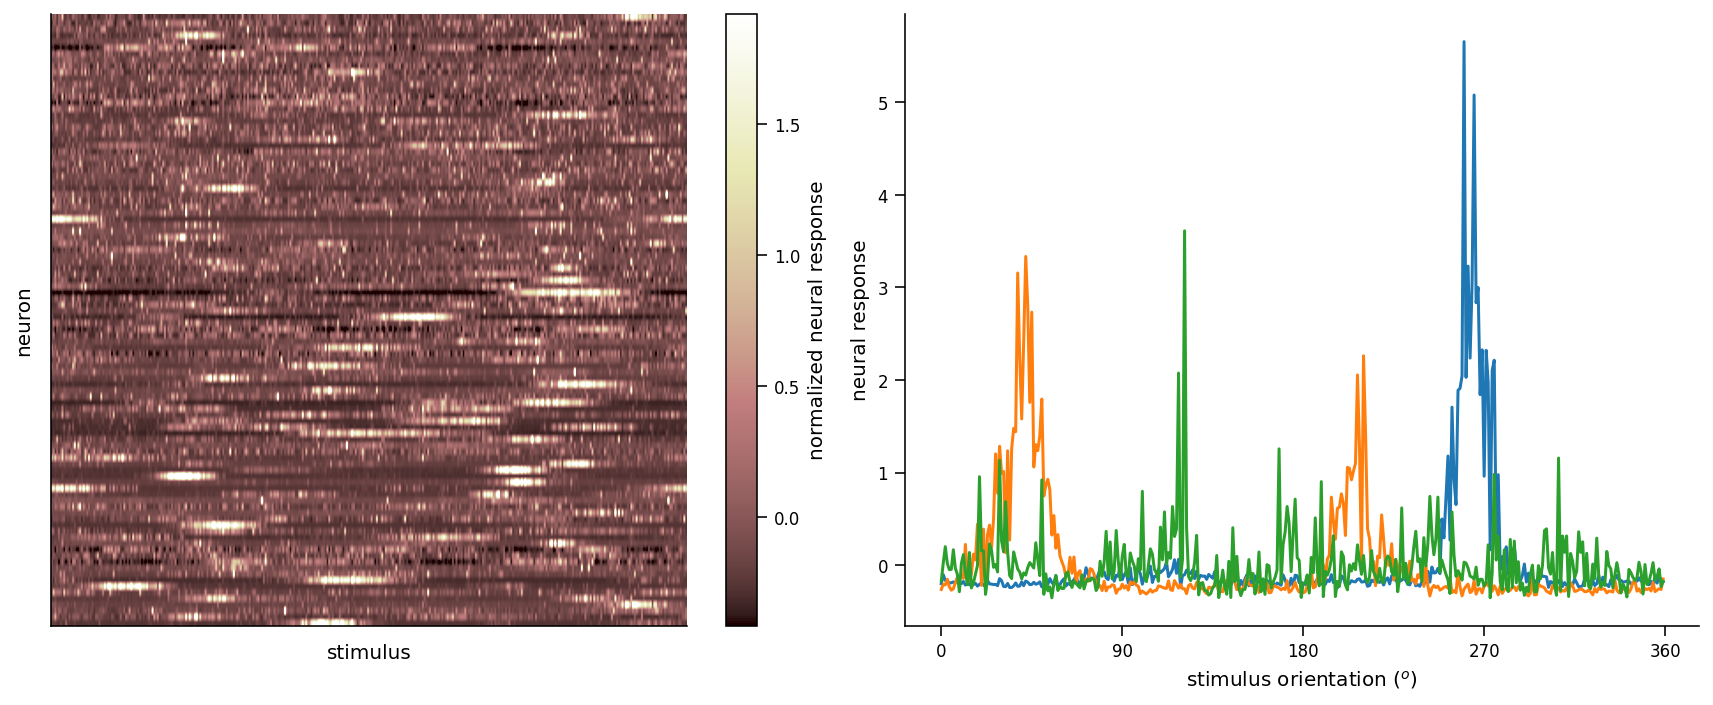 neuron
stimulus
1.5
1.0
0.5
0.0
normalized neural response
neural response
5
4
3
2
1
0
0 90 180 270 360
stimulus orientation (o)